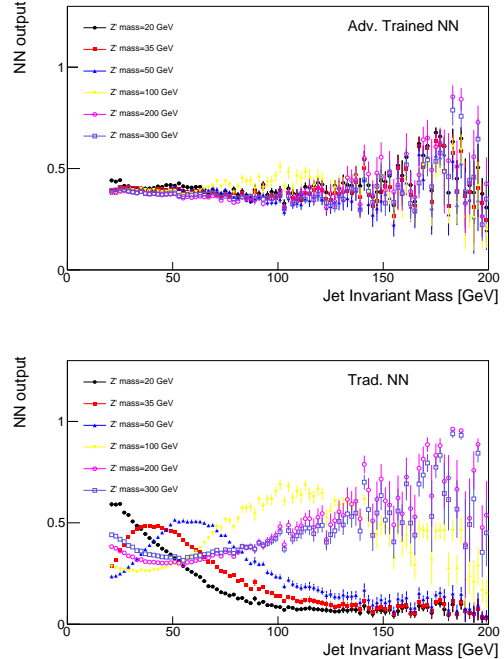 NN output
Adv. Trained NN
1
0.5
0
Z' mass=20 GeV
Z' mass=35 GeV
Z' mass=50 GeV
Z' mass=100 GeV
Z' mass=200 GeV
Z' mass=300 GeV
0 50 100 150 200
Jet Invariant Mass [GeV]
NN output
Trad. NN
1
0.5
0
Z' mass=20 GeV
Z' mass=35 GeV
Z' mass=50 GeV
Z' mass=100 GeV
Z' mass=200 GeV
Z' mass=300 GeV
0 50 100 150 200
Jet Invariant Mass [GeV]